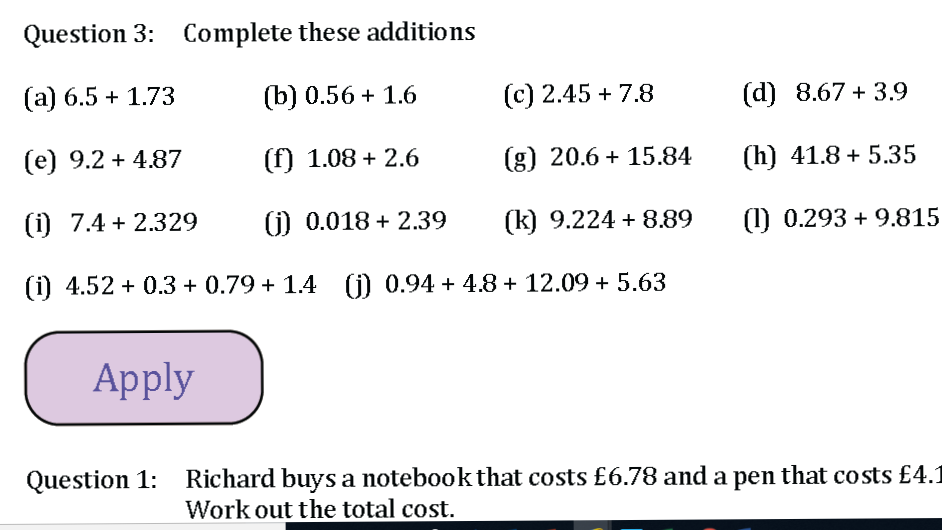 Question 3: Complete these additions
(a) 6.5 + 1.73 (b) 0.56 + 1.6 (c) 2.45 + 7.8 (d) 8.67 + 3.9
(e) 9.2 + 4.87 (f) 1.08 + 2.6 (g) 20.6 + 15.84 (h) 41.8 + 5.35
(i) 7.4 + 2.329 (j) 0.018 + 2.39 (k) 9.224 + 8.89 (l) 0.293 + 9.815
(i) 4.52 + 0.3 + 0.79 + 1.4 (j) 0.94 + 4.8 + 12.09 + 5.63
Apply
Question 1: Richard buys a notebook that costs £6.78 and a pen that costs £4.1
Work out the total cost.